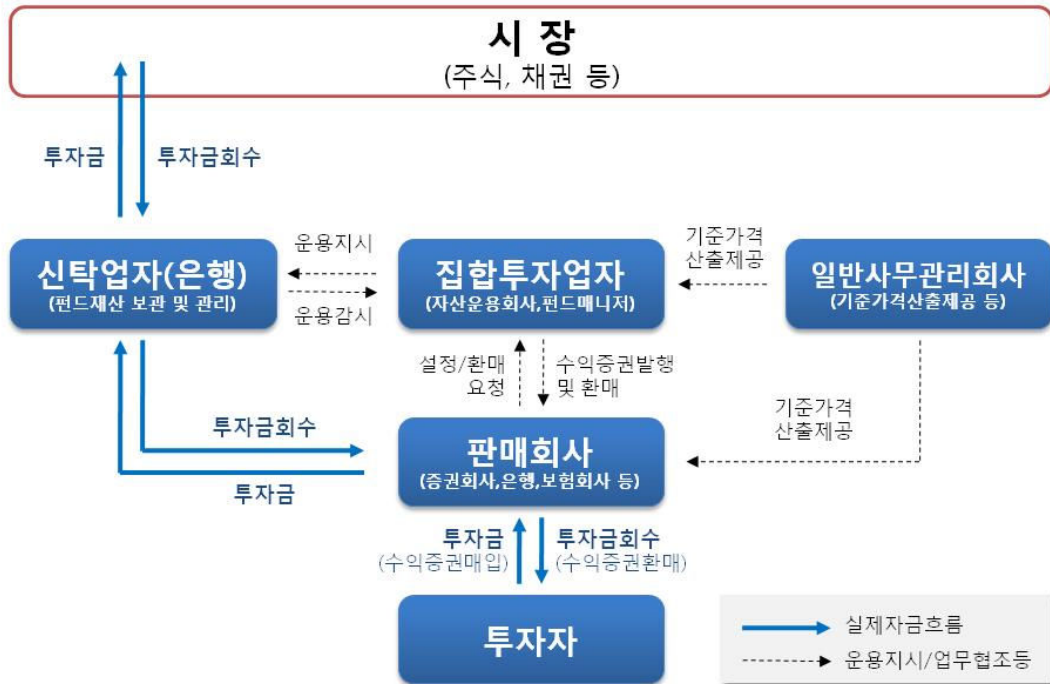 시 장
(주식, 채권 등)
투자금
투자금회수
신탁업자(은행)
(펀드재산 보관 및 관리)
운용지시
운용감시
집합투자업자
(자산운용회사,펀드매니저)
기준가격
산출제공
일반사무관리회사
(기준가격산출제공 등)
설정/환매
요청
수익증권발행
및 환매
기준가격
산출제공
투자금회수
투자금
판매회사
(증권회사,은행,보험회사 등)
투자금
(수익증권매입)
투자금회수
(수익증권환매)
투자자
실제자금흐름
운용지시/업무협조등